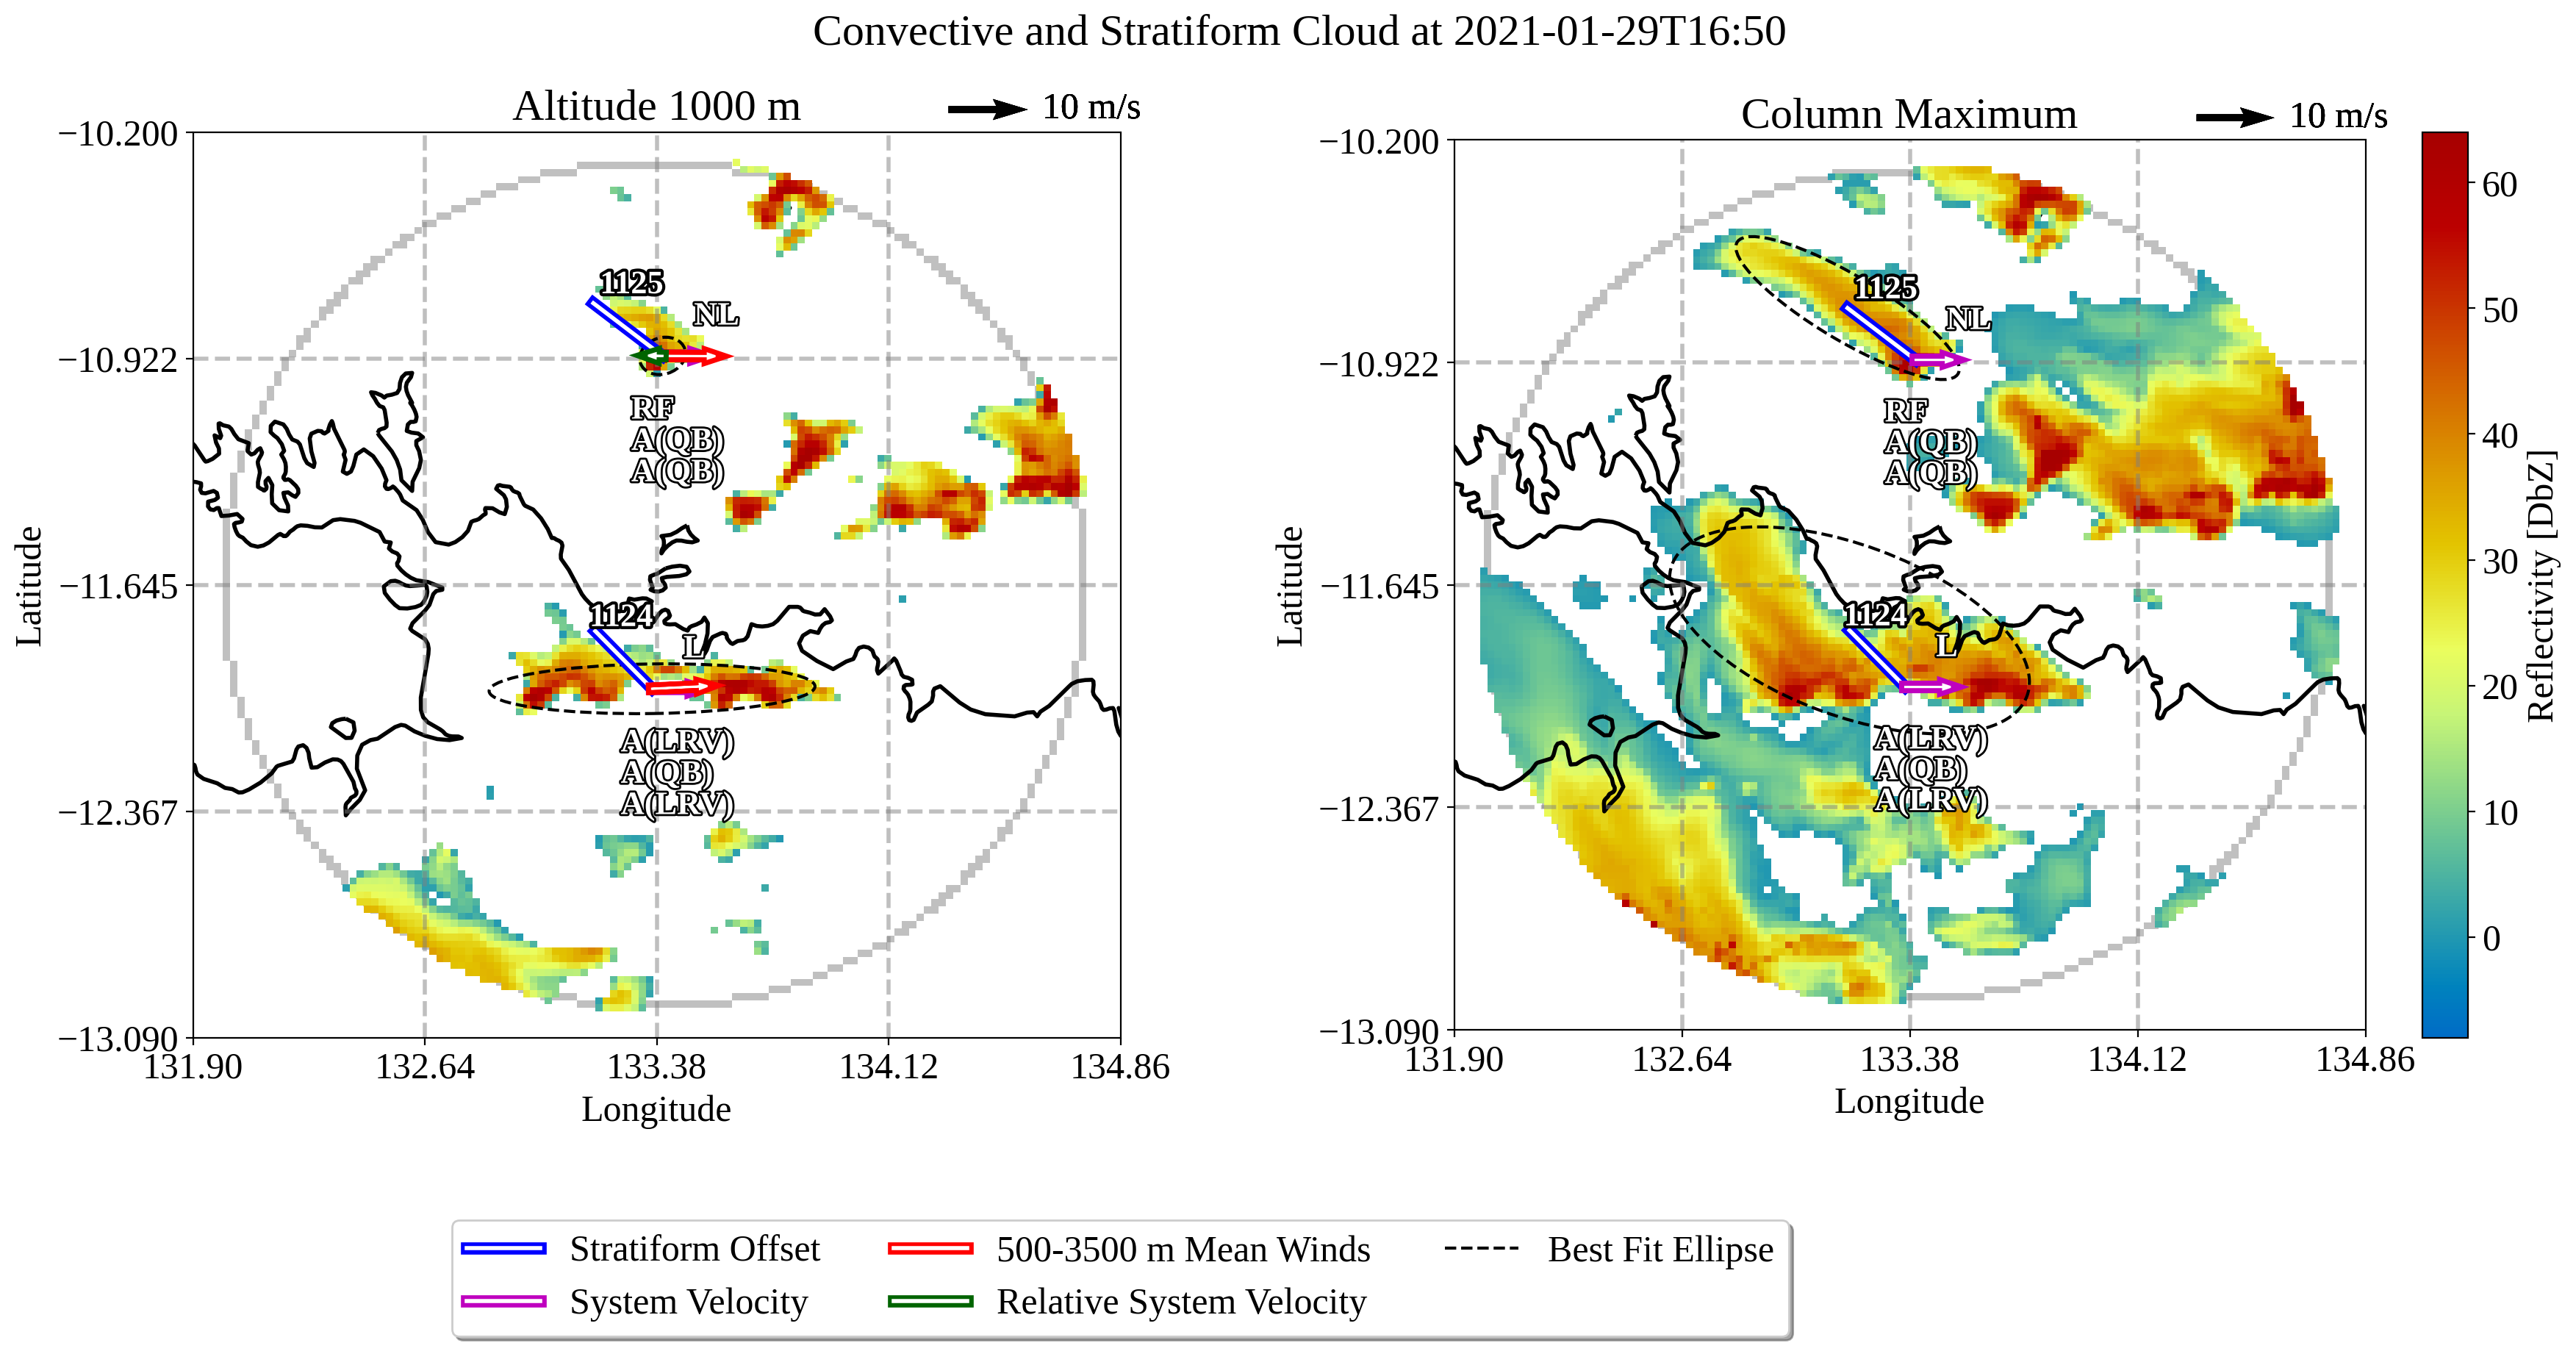 Convective and Stratiform Cloud at 2021-01-29T16:50
Altitude 1000 m
10 m/s
−10.200
−10.922
−11.645
−12.367
−13.090
Latitude
131.90
132.64
133.38
134.12
134.86
Longitude
1125
NL
RF
A(QB)
A(QB)
1124
L
A(LRV)
A(QB)
A(LRV)
Column Maximum
10 m/s
−10.200
−10.922
−11.645
−12.367
−13.090
Latitude
131.90
132.64
133.38
134.12
134.86
Longitude
1125
NL
RF
A(QB)
A(QB)
1124
L
A(LRV)
A(QB)
A(LRV)
60
50
40
30
20
10
0
Reflectivity [DbZ]
Stratiform Offset
System Velocity
500-3500 m Mean Winds
Relative System Velocity
Best Fit Ellipse